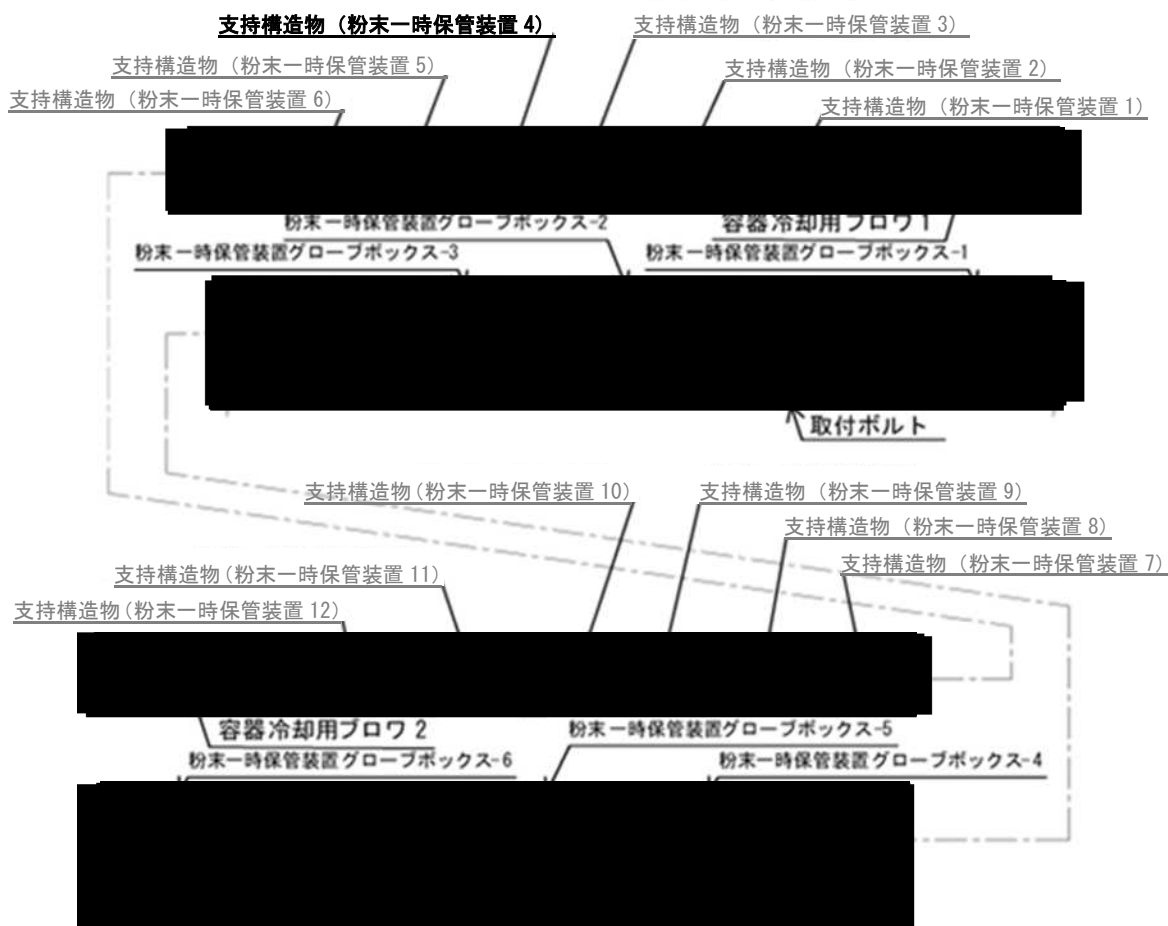 支持構造物（粉末一時保管装置 4） 支持構造物（粉末一時保管装置 3）
支持構造物（粉末一時保管装置 5） 支持構造物（粉末一時保管装置 2）
支持構造物（粉末一時保管装置 6） 支持構造物（粉末一時保管装置 1）
粉末一時保管装置グローブボックス-2 容器冷却用ブロワ 1
粉末一時保管装置グローブボックス-3 粉末一時保管装置グローブボックス-1
取付ボルト
支持構造物（粉末一時保管装置 10） 支持構造物（粉末一時保管装置 9）
支持構造物（粉末一時保管装置 8）
支持構造物（粉末一時保管装置 11） 支持構造物（粉末一時保管装置 7）
支持構造物（粉末一時保管装置 12）
容器冷却用ブロワ 2 粉末一時保管装置グローブボックス-5
粉末一時保管装置グローブボックス-6 粉末一時保管装置グローブボックス-4